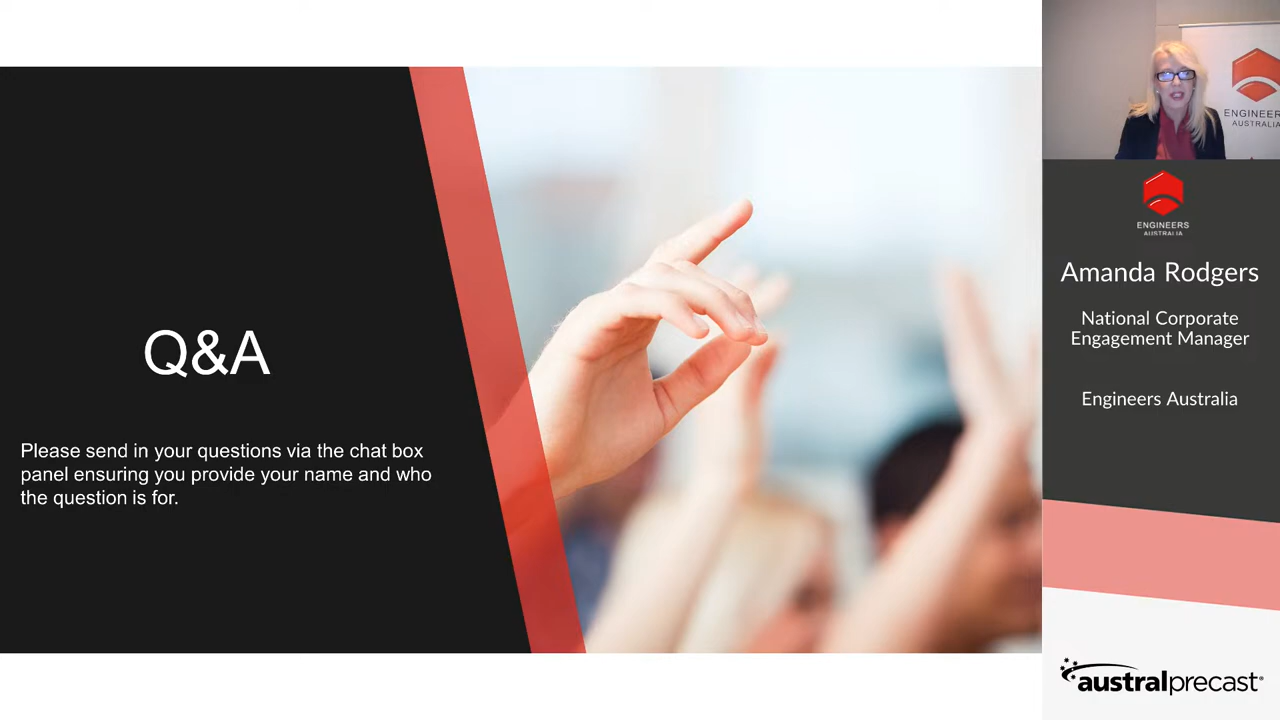 Q&A
Please send in your questions via the chat box
panel ensuring you provide your name and who
the question is for.
ENGINEERS
AUSTRALIA
ENGINEERS
AUSTRALIA
Amanda Rodgers
National Corporate
Engagement Manager
Engineers Australia
australprecast®